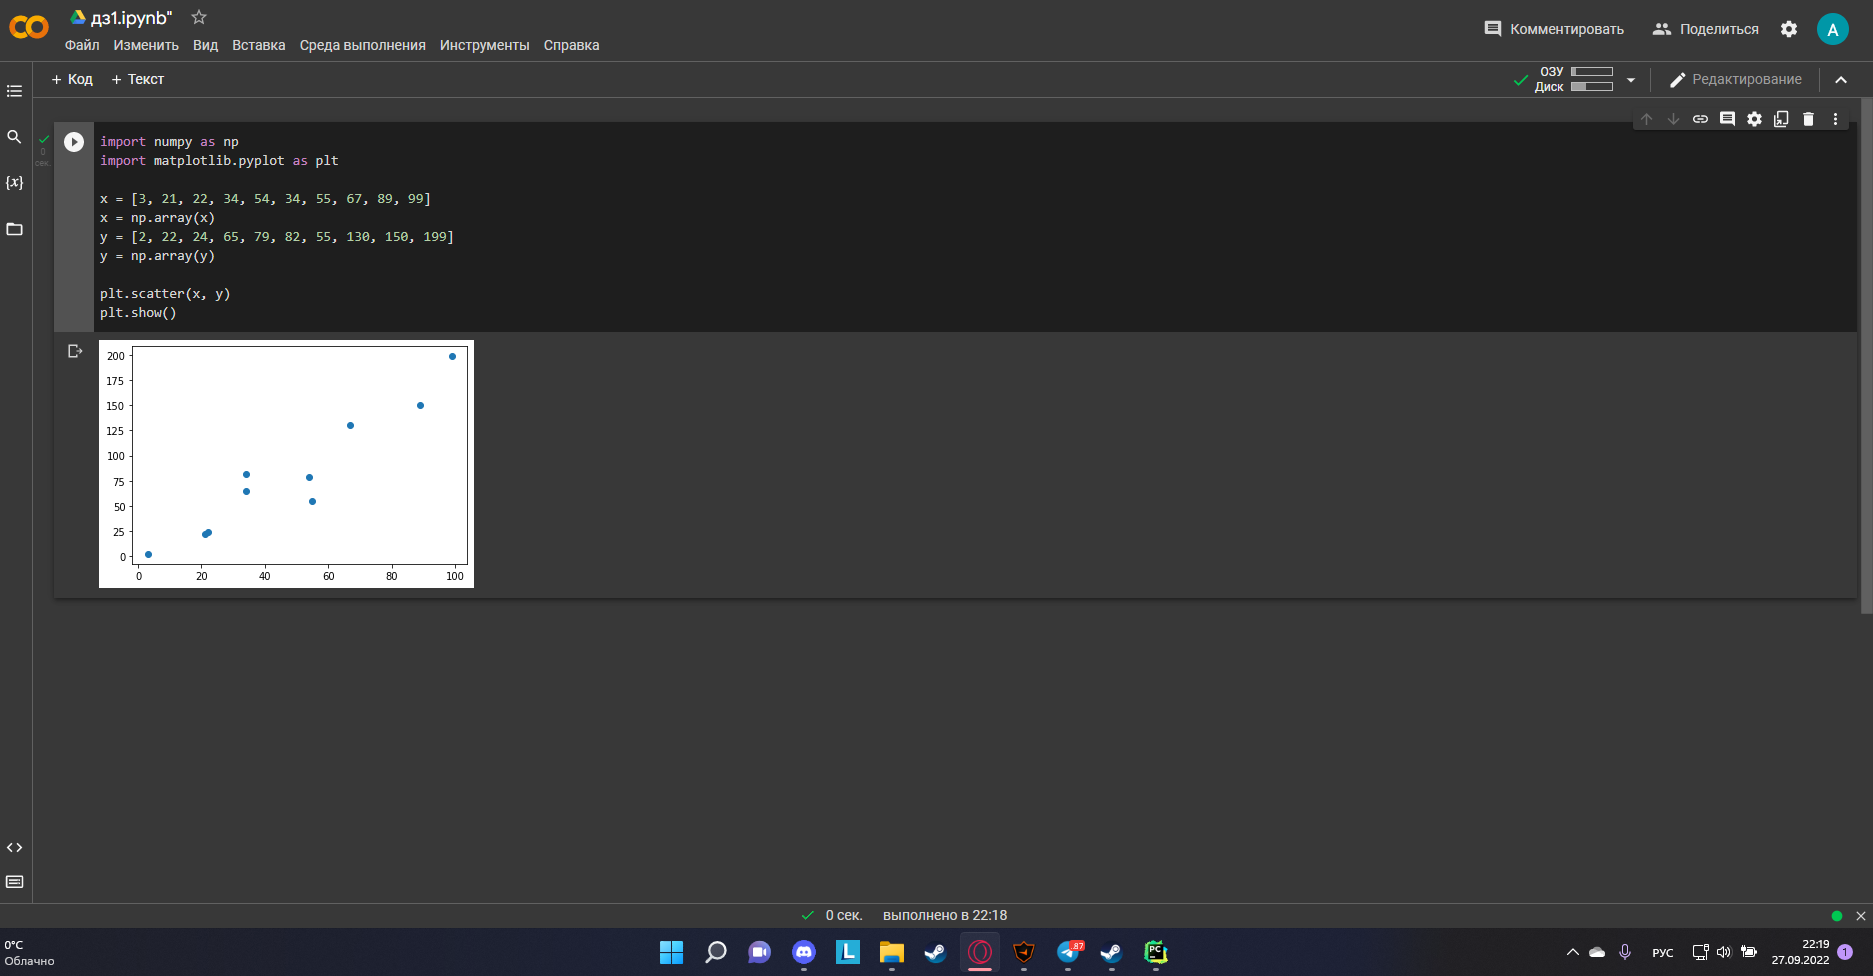 дз1.ipynb"
Файл Изменить Вид Вставка Среда выполнения Инструменты Справка
Комментировать Поделиться A
+ Код + Текст
ОЗУ
Диск
Редактирование
0
сек.
{x}
import numpy as np
import matplotlib.pyplot as plt
x = [3, 21, 22, 34, 54, 34, 55, 67, 89, 99]
x = np.array(x)
y = [2, 22, 24, 65, 79, 82, 55, 130, 150, 199]
y = np.array(y)
plt.scatter(x, y)
plt.show()
200
175
150
125
100
75
50
25
0
0 20 40 60 80 100
0 сек. выполнено в 22:18
0°C
Облачно
L
87
PC
РУС
22:19
27.09.2022
1